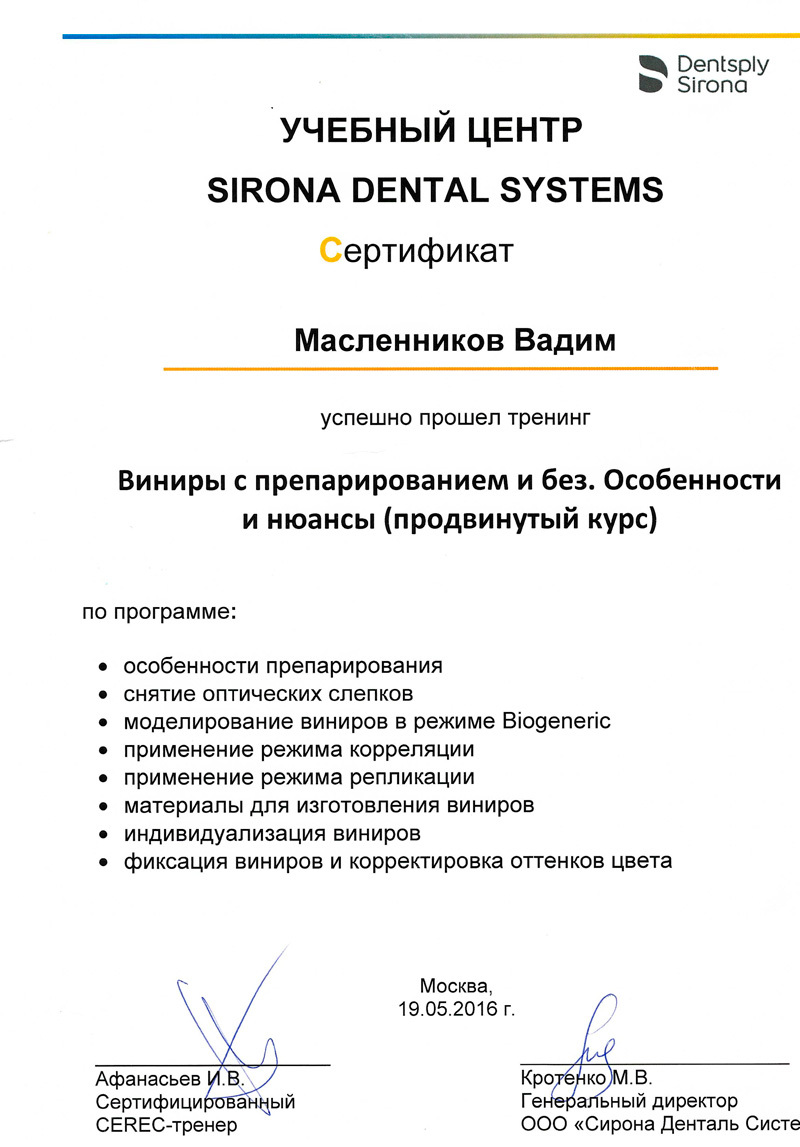 Dentsply
Sirona
УЧЕБНЫЙ ЦЕНТР
SIRONA DENTAL SYSTEMS
Сертификат
Масленников Вадим
успешно прошел тренинг
Виниры с препарированием и без. Особенности
и нюансы (продвинутый курс)
по программе:
• особенности препарирования
• снятие оптических слепков
• моделирование виниров в режиме Biogeneric
• применение режима корреляции
• применение режима репликации
• материалы для изготовления виниров
• индивидуализация виниров
• фиксация виниров и корректировка оттенков цвета
Москва,
19.05.2016 г.
Афанасьев И.В.
Сертифицированный
CEREC-тренер
Кротенко М.В.
Генеральный директор
ООО «Сирона Денталь Систе